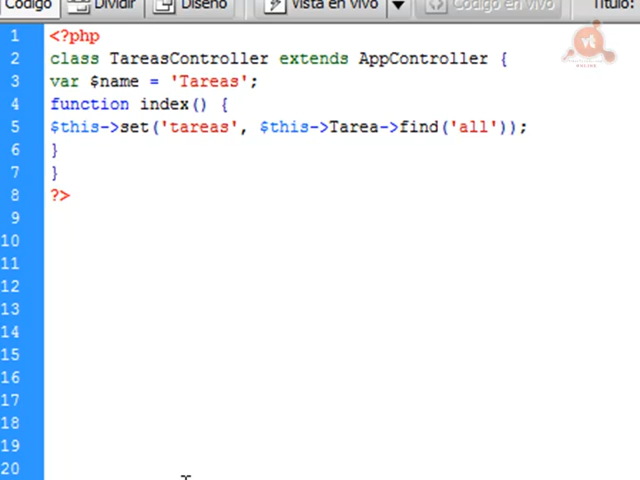 Código Dividir Diseño Vista en vivo Código en vivo Título:
1 <?php
2 class TareasController extends AppController {
3 var $name = 'Tareas';
4 function index() {
5 $this->set('tareas', $this->Tarea->find('all'));
6 }
7 }
8 ?>
9
10
11
12
13
14
15
16
17
18
19
20
vt
ONLINE